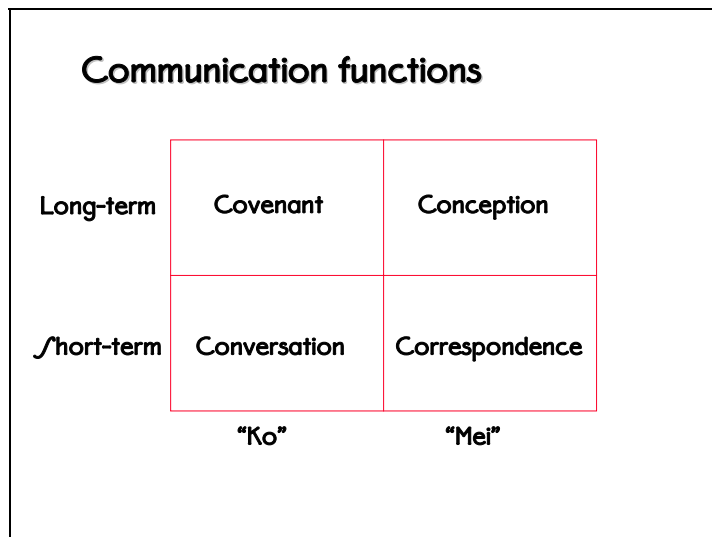 Communication functions
Long-term Covenant Conception
Short-term Conversation Correspondence
“Ko” “Mei”